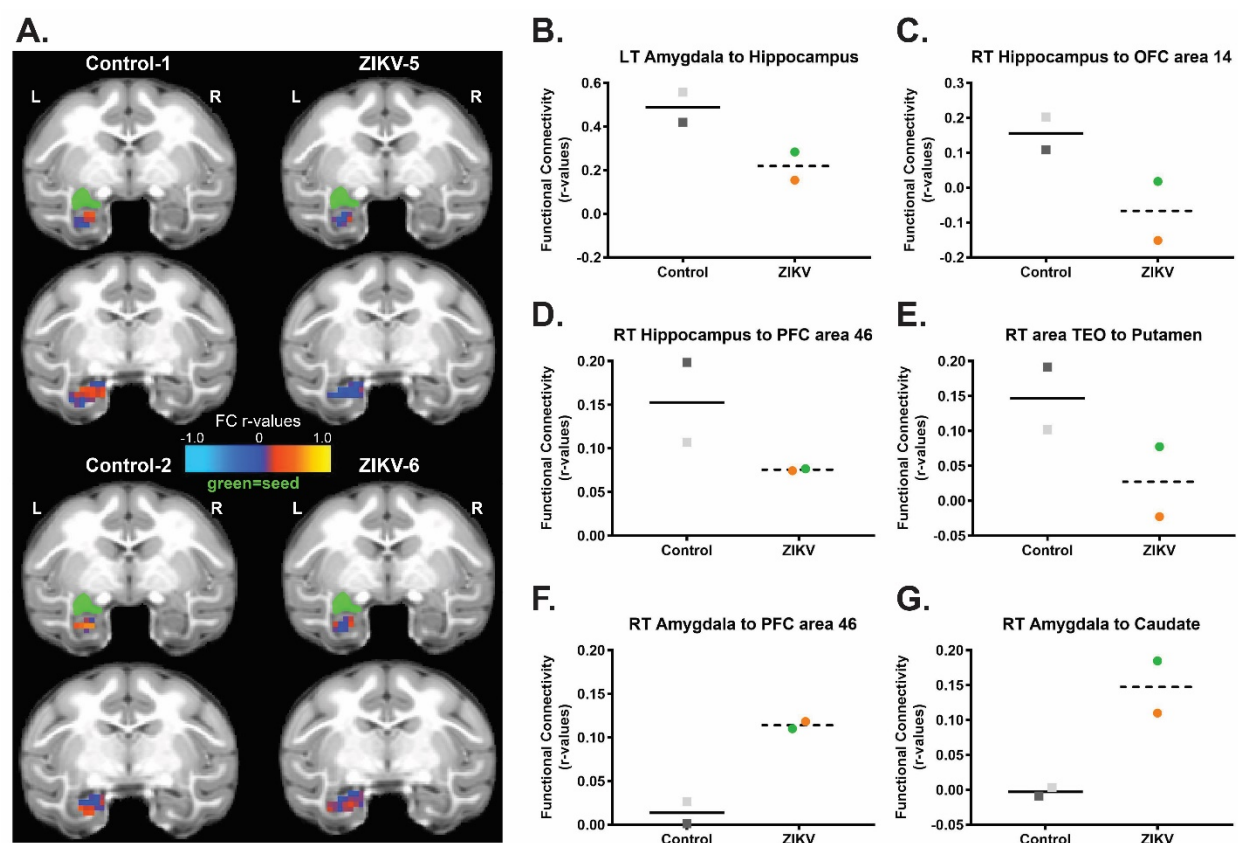 A.
Control-1
ZIKV-5
L
R
L
R
FC r-values
-1.0
0
1.0
green=seed
Control-2
ZIKV-6
L
R
L
R
B.
LT Amygdala to Hippocampus
Functional Connectivity
(r-values)
0.6
0.4
0.2
0.0
-0.2
Control
ZIKV
C.
RT Hippocampus to OFC area 14
Functional Connectivity
(r-values)
0.3
0.2
0.1
0.0
-0.1
0.2
Control
ZIKV
D.
RT Hippocampus to PFC area 46
Functional Connectivity
(r-values)
0.20
0.15
0.10
0.05
0.00
Control
ZIKV
E.
RT area TEO to Putamen
Functional Connectivity
(r-values)
0.20
0.15
0.10
0.05
0.00
-0.05
Control
ZIKV
F.
RT Amygdala to PFC area 46
Functional Connectivity
(r-values)
0.20
0.15
0.10
0.05
0.00
Control
ZIKV
G.
RT Amygdala to Caudate
Functional Connectivity
(r-values)
0.20
0.15
0.10
0.05
0.00
-0.05
Control
ZIKV